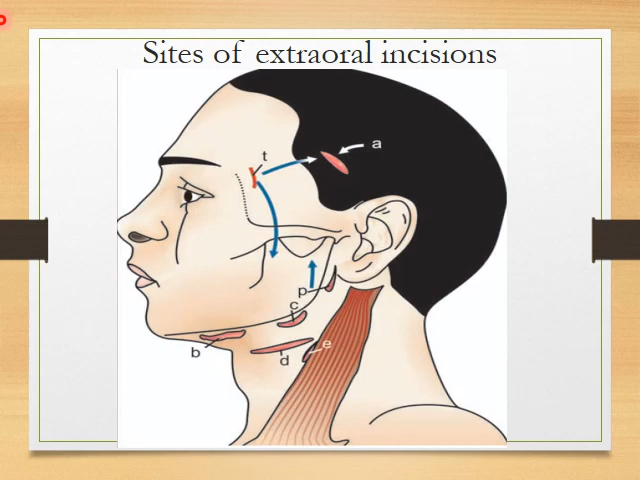 Sites of extraoral incisions
a
t
p
c
b
d
e